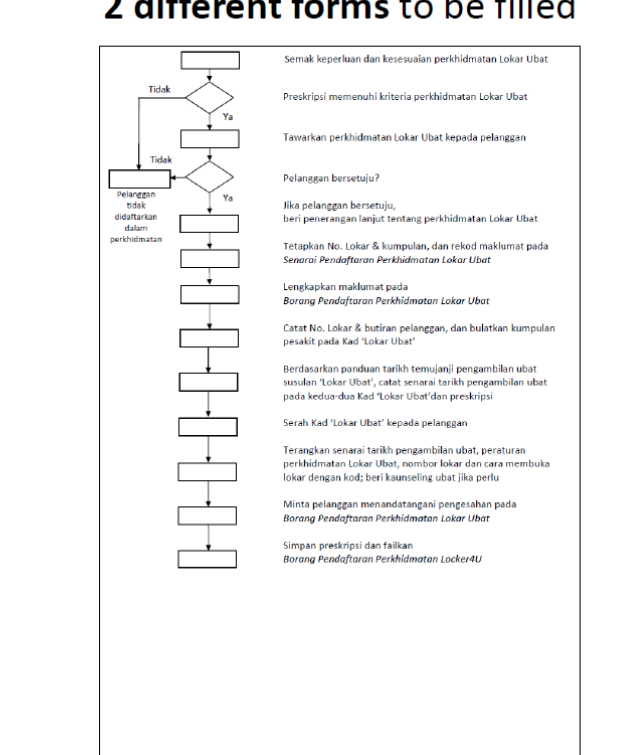 2 different forms to be filled
Semak keperluan dan kesesuaian perkhidmatan Lokar Ubat
Tidak
Preskripsi memenuhi kriteria perkhidmatan Lokar Ubat
Ya
Tawarkan perkhidmatan Lokar Ubat kepada pelanggan
Tidak
Pelanggan bersetuju?
Ya
Pelanggan
tidak
didaftarkan
dalam
perkhidmatan
Jika pelanggan bersetuju,
beri penerangan lanjut tentang perkhidmatan Lokar Ubat
Tetapkan No. Lokar & kumpulan, dan rekod maklumat pada
Senarai Pendaftaran Perkhidmatan Lokar Ubat
Lengkapkan maklumat pada
Borang Pendaftaran Perkhidmatan Lokar Ubat
Catat No. Lokar & butiran pelanggan, dan bulatkan kumpulan
pesakit pada Kad 'Lokar Ubat'
Berdasarkan panduan tarikh temujanji pengambilan ubat
susulan 'Lokar Ubat', catat senarai tarikh pengambilan ubat
pada kedua-dua Kad 'Lokar Ubat'dan preskripsi
Serah Kad 'Lokar Ubat' kepada pelanggan
Terangkan senarai tarikh pengambilan ubat, peraturan
perkhidmatan Lokar Ubat, nombor lokar dan cara membuka
lokar dengan kod; beri kaunseling ubat jika perlu
Minta pelanggan menandatangani pengesahan pada
Borang Pendaftaran Perkhidmatan Lokar Ubat
Simpan preskripsi dan failkan
Borang Pendaftaran Perkhidmatan Locker4U